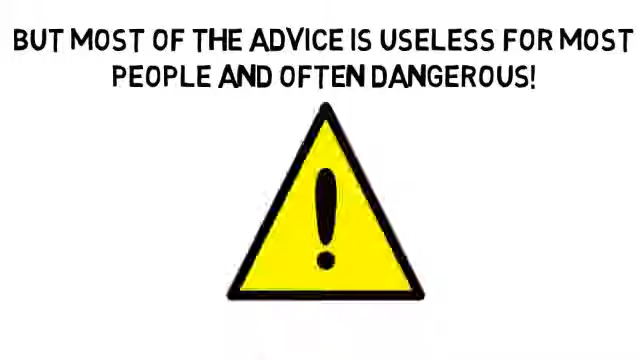 BUT MOST OF THE ADVICE IS USELESS FOR MOST
PEOPLE AND OFTEN DANGEROUS!
!